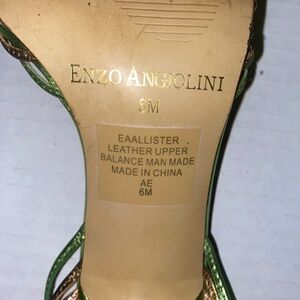 ENZO ANGIOLINI
6M
EAALLISTER
LEATHER UPPER
BALANCE MAN MADE
MADE IN CHINA
AE
6M